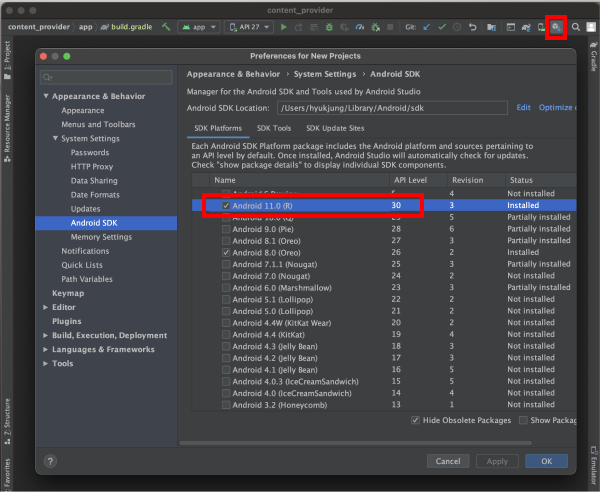 content_provider
content_provider › app › build.gradle
app
API 27
Git:
Preferences for New Projects
1: Project
Resource Manager
Z: Structure
Favorites
Gradle
Emulator
Appearance & Behavior
Appearance
Menus and Toolbars
System Settings
Passwords
HTTP Proxy
Data Sharing
Date Formats
Updates
Android SDK
Memory Settings
Notifications
Quick Lists
Path Variables
Keymap
Editor
Plugins
Build, Execution, Deployment
Languages & Frameworks
Tools
Appearance & Behavior › System Settings › Android SDK
Manager for the Android SDK and Tools used by Android Studio
Android SDK Location: /Users/hyukjung/Library/Android/sdk Edit Optimize
SDK Platforms SDK Tools SDK Update Sites
Each Android SDK Platform package includes the Android platform and sources pertaining to
an API level by default. Once installed, Android Studio will automatically check for updates.
Check "show package details" to display individual SDK components.
Name API Level Revision Status
4 Not installed
Android 11.0 (R) 30 3 Installed
Android 10.0 (Q) 29 5 Partially installed
Android 9.0 (Pie) 28 6 Partially installed
Android 8.1 (Oreo) 27 3 Partially installed
Android 8.0 (Oreo) 26 2 Installed
Android 7.1.1 (Nougat) 25 3 Partially installed
Android 7.0 (Nougat) 24 2 Not installed
Android 6.0 (Marshmallow) 23 3 Partially installed
Android 5.1 (Lollipop) 22 2 Not installed
Android 5.0 (Lollipop) 21 2 Not installed
Android 4.4W (KitKat Wear) 20 2 Not installed
Android 4.4 (KitKat) 19 4 Not installed
Android 4.3 (Jelly Bean) 18 3 Not installed
Android 4.2 (Jelly Bean) 17 3 Not installed
Android 4.1 (Jelly Bean) 16 5 Not installed
Android 4.0.3 (IceCreamSandwich) 15 5 Not installed
Android 4.0 (IceCreamSandwich) 14 4 Not installed
Android 3.2 (Honeycomb) 13 1 Not installed
Hide Obsolete Packages Show Packag
? Cancel Apply OK